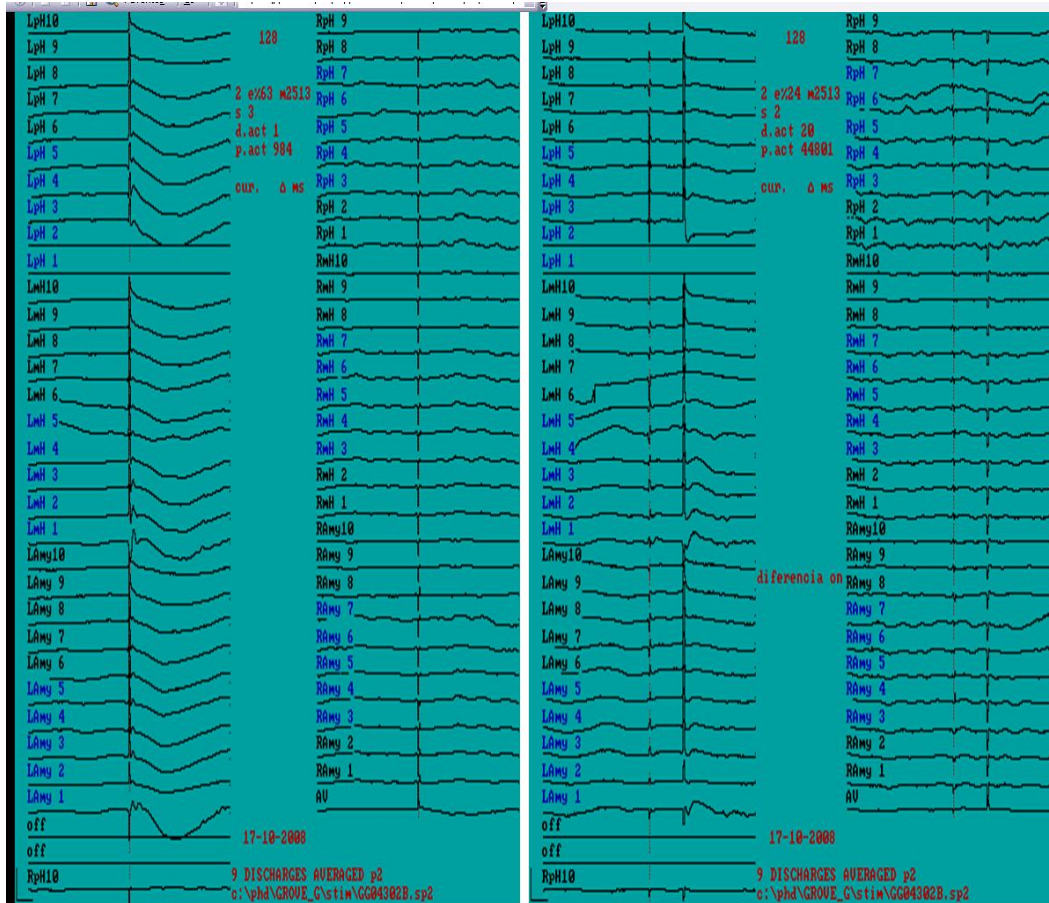 LpH10
LpH 9
LpH 8
LpH 7
LpH 6
LpH 5
LpH 4
LpH 3
LpH 2
LpH 1
LmH10
LmH 9
LmH 8
LmH 7
LmH 6
LmH 5
LmH 4
LmH 3
LmH 2
LmH 1
LAmy10
LAmy 9
LAmy 8
LAmy 7
LAmy 6
LAmy 5
LAmy 4
LAmy 3
LAmy 2
LAmy 1
off
off
RpH10
128
2 e%63 m2513
s 3
d.act 1
p.act 984
cur. Δ ms
17-10-2008
9 DISCHARGES AVERAGED p2
c:\phd\GROVE_G\stim\GG04302B.sp2
RpH 9
RpH 8
RpH 7
RpH 6
RpH 5
RpH 4
RpH 3
RpH 2
RpH 1
RmH10
RmH 9
RmH 8
RmH 7
RmH 6
RmH 5
RmH 4
RmH 3
RmH 2
RmH 1
RAmy10
RAmy 9
RAmy 8
RAmy 7
RAmy 6
RAmy 5
RAmy 4
RAmy 3
RAmy 2
RAmy 1
AV
LpH10
LpH 9
LpH 8
LpH 7
LpH 6
LpH 5
LpH 4
LpH 3
LpH 2
LpH 1
LmH10
LmH 9
LmH 8
LmH 7
LmH 6
LmH 5
LmH 4
LmH 3
LmH 2
LmH 1
LAmy10
LAmy 9
LAmy 8
LAmy 7
LAmy 6
LAmy 5
LAmy 4
LAmy 3
LAmy 2
LAmy 1
off
off
RpH10
128
2 e%24 m2513
s 2
d.act 20
p.act 44801
cur. Δ ms
diferencia on
17-10-2008
9 DISCHARGES AVERAGED p2
c:\phd\GROVE_G\stim\GG04302B.sp2
RpH 9
RpH 8
RpH 7
RpH 6
RpH 5
RpH 4
RpH 3
RpH 2
RpH 1
RmH10
RmH 9
RmH 8
RmH 7
RmH 6
RmH 5
RmH 4
RmH 3
RmH 2
RmH 1
RAmy10
RAmy 9
RAmy 8
RAmy 7
RAmy 6
RAmy 5
RAmy 4
RAmy 3
RAmy 2
RAmy 1
AV